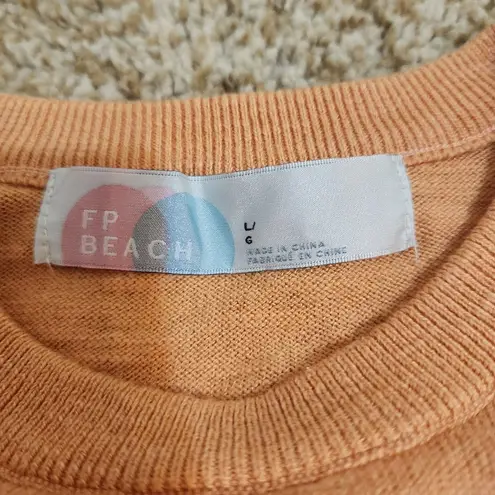 FP
BEACH
L/
G
MADE IN CHINA
FABRIQUÉ EN CHINE